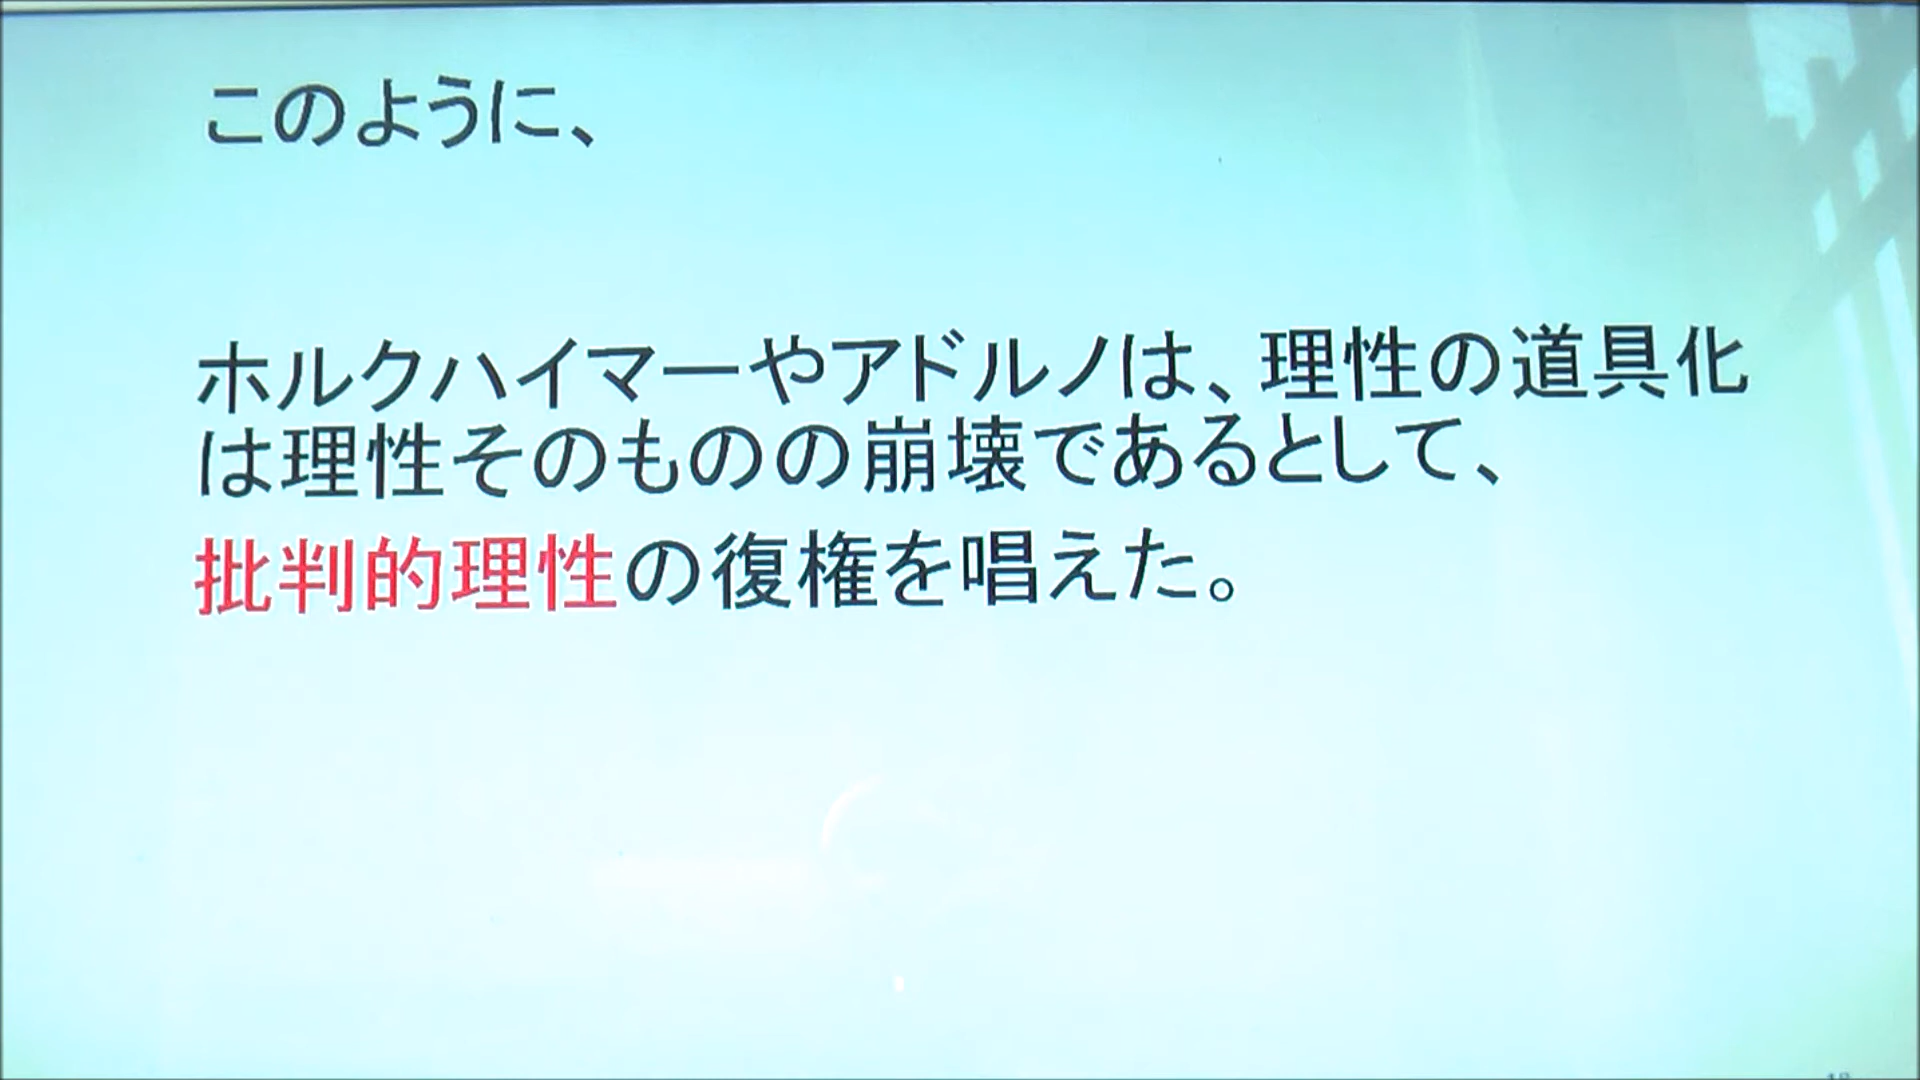 このように、
ホルクハイマーやアドルノは、理性の道具化
は理性そのものの崩壊であるとして、
批判的理性の復権を唱えた。